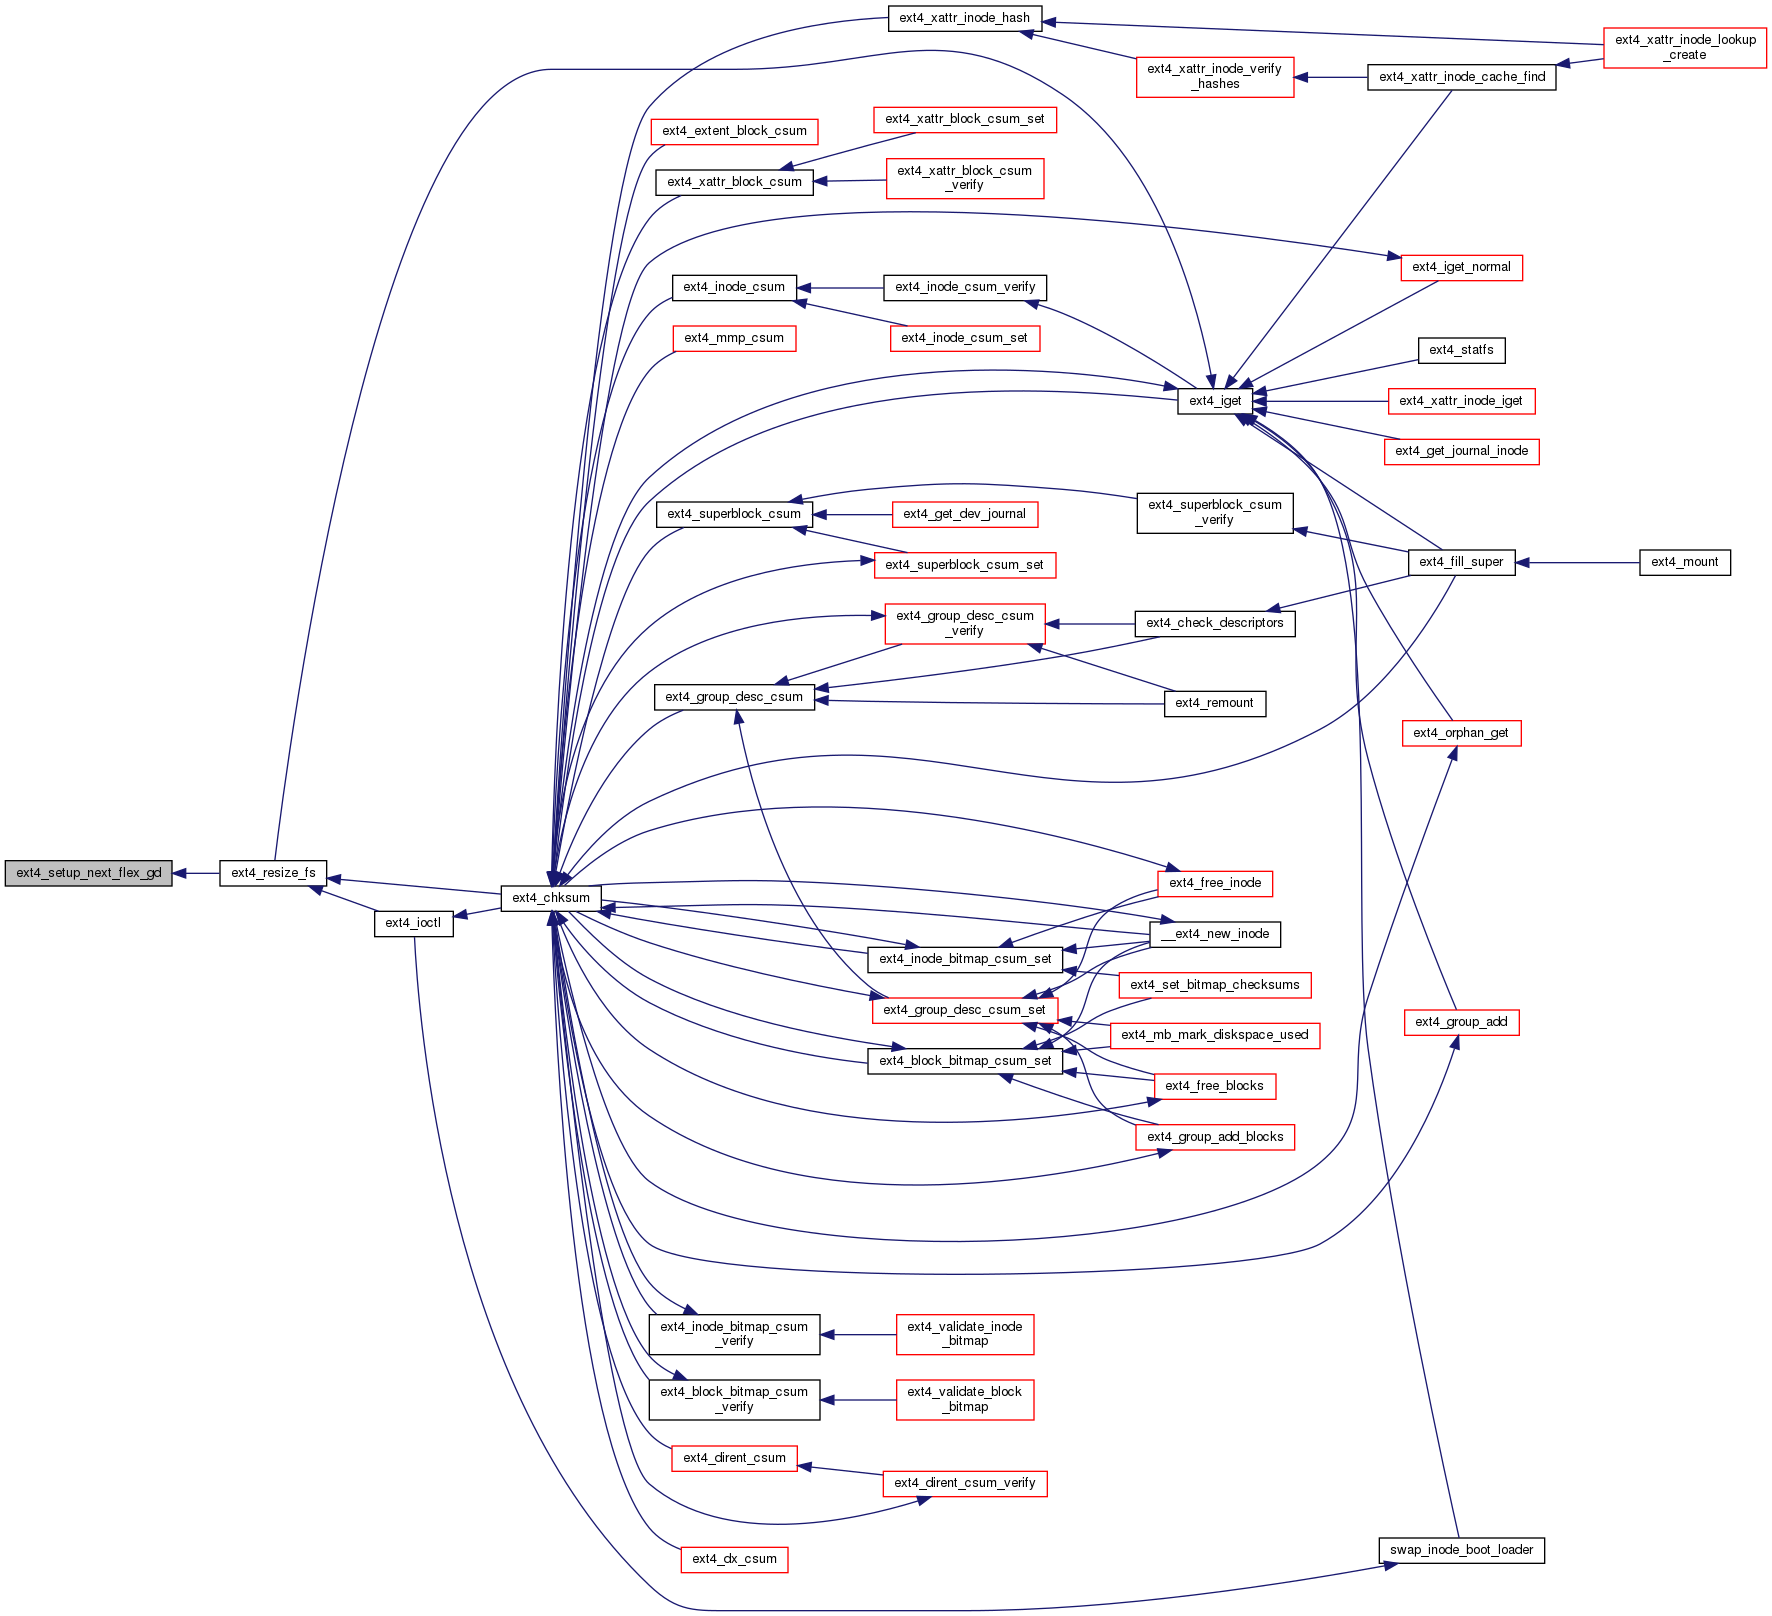 ext4_xattr_inode_hash
ext4_xattr_inode_lookup
_create
ext4_xattr_inode_verify
_hashes
ext4_xattr_inode_cache_find
ext4_xattr_block_csum_set
ext4_extent_block_csum
ext4_xattr_block_csum
ext4_xattr_block_csum
_verify
ext4_iget_normal
ext4_inode_csum
ext4_inode_csum_verify
ext4_mmp_csum
ext4_inode_csum_set
ext4_statfs
ext4_iget
ext4_xattr_inode_iget
ext4_get_journal_inode
ext4_superblock_csum
ext4_get_dev_journal
ext4_superblock_csum
_verify
ext4_superblock_csum_set
ext4_fill_super
ext4_mount
ext4_group_desc_csum
_verify
ext4_check_descriptors
ext4_group_desc_csum
ext4_remount
ext4_orphan_get
ext4_setup_next_flex_gd
ext4_resize_fs
ext4_chksum
ext4_free_inode
ext4_ioctl
__ext4_new_inode
ext4_inode_bitmap_csum_set
ext4_set_bitmap_checksums
ext4_group_desc_csum_set
ext4_group_add
ext4_mb_mark_diskspace_used
ext4_block_bitmap_csum_set
ext4_free_blocks
ext4_group_add_blocks
ext4_inode_bitmap_csum
_verify
ext4_validate_inode
_bitmap
ext4_block_bitmap_csum
_verify
ext4_validate_block
_bitmap
ext4_dirent_csum
ext4_dirent_csum_verify
ext4_dx_csum
swap_inode_boot_loader